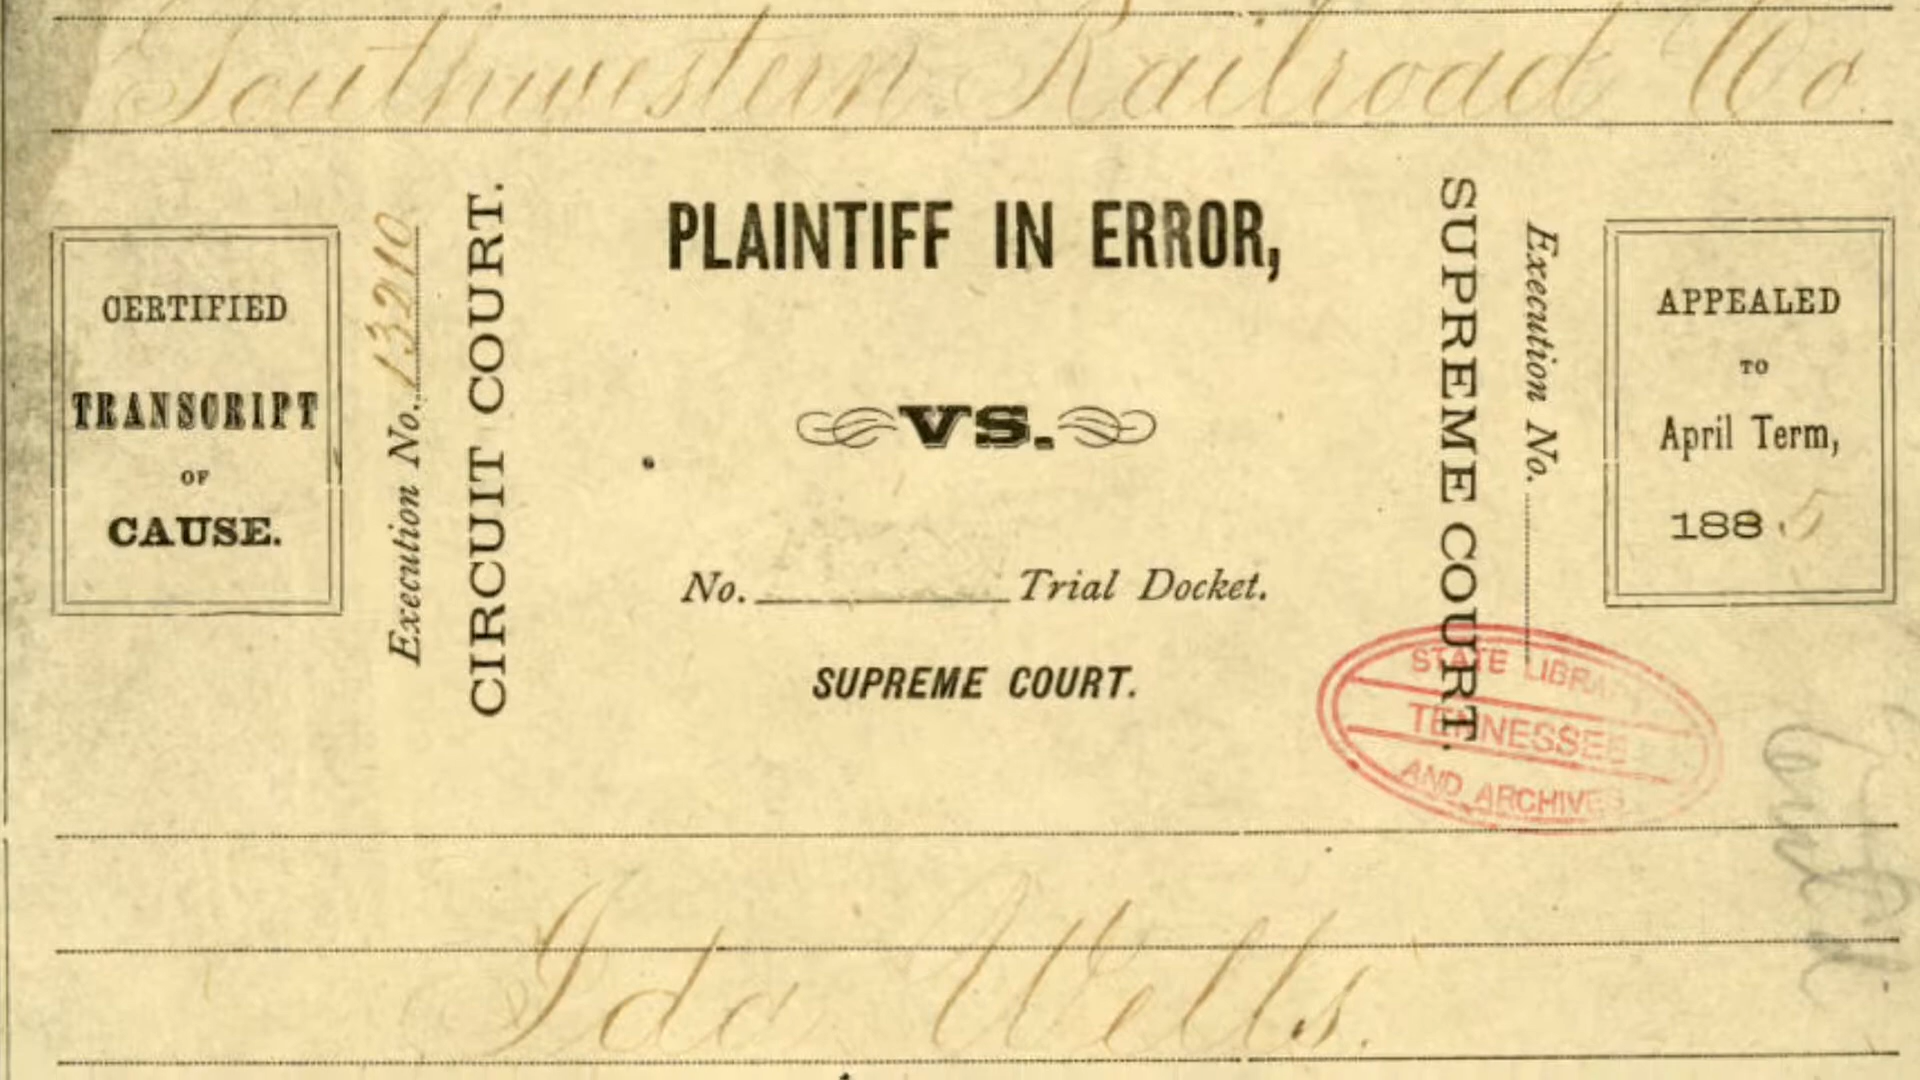 Southwestern Railroad Co.
CERTIFIED
TRANSCRIPT
OF
CAUSE.
Execution No. 13210
CIRCUIT COURT.
PLAINTIFF IN ERROR,
VS.
No. Trial Docket.
SUPREME COURT.
SUPREME COURT.
Execution No.
APPEALED
TO
April Term,
1885
STATE LIBRARY
TENNESSEE
AND ARCHIVES
Ida Wells.